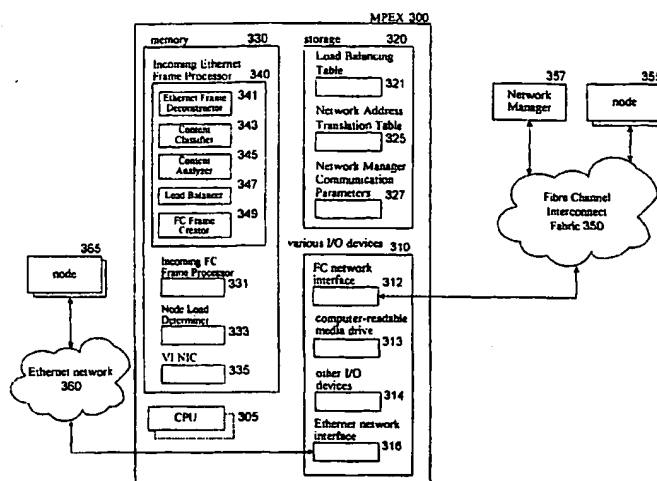 MPEX 300
memory 330
Incoming Ethernet
Frame Processor 340
Ethernet Frame
Deconstructor 341
Content
Classifier 343
Content
Analyzer 345
Load Balancer 347
FC Frame
Creator 349
Incoming FC
Frame Processor
331
Node Load
Determiner
333
VI NIC
335
CPU 305
storage 320
Load Balancing
Table
321
Network Address
Translation Table
325
Network Manager
Communication
Parameters
327
various I/O devices 310
FC network
interface 312
computer-readable
media drive
313
other I/O
devices 314
Ethernet network
interface
316
357
Network
Manager
355
node
Fibre Channel
Interconnect
Fabric 350
365
node
Ethernet network
360